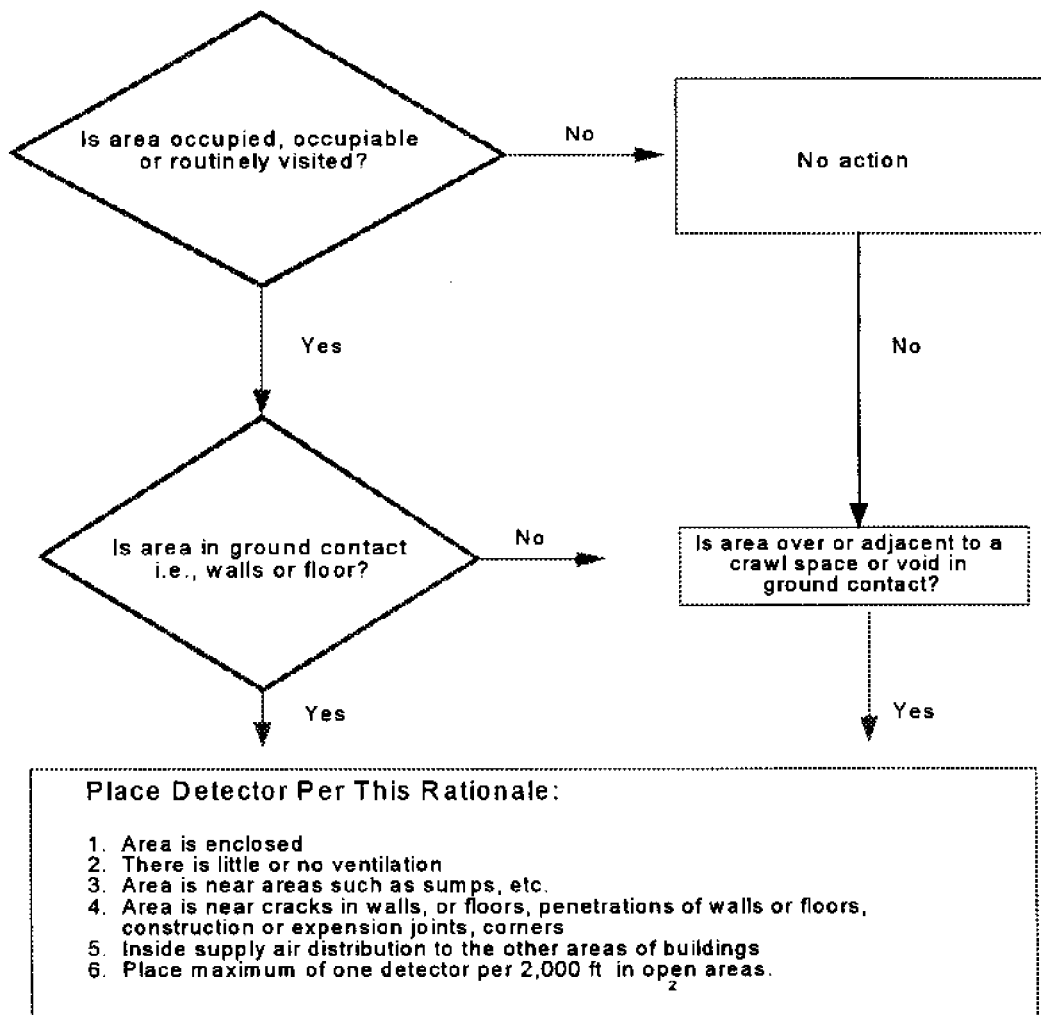 Is area occupied, occupiable
or routinely visited?
No
No action
Yes
No
Is area in ground contact
i.e., walls or floor?
No
Is area over or adjacent to a
crawl space or void in
ground contact?
Yes
Yes
Place Detector Per This Rationale:
1. Area is enclosed
2. There is little or no ventilation
3. Area is near areas such as sumps, etc.
4. Area is near cracks in walls, or floors, penetrations of walls or floors,
construction or expension joints, corners
5. Inside supply air distribution to the other areas of buildings
6. Place maximum of one detector per 2,000 ft in open areas.
2